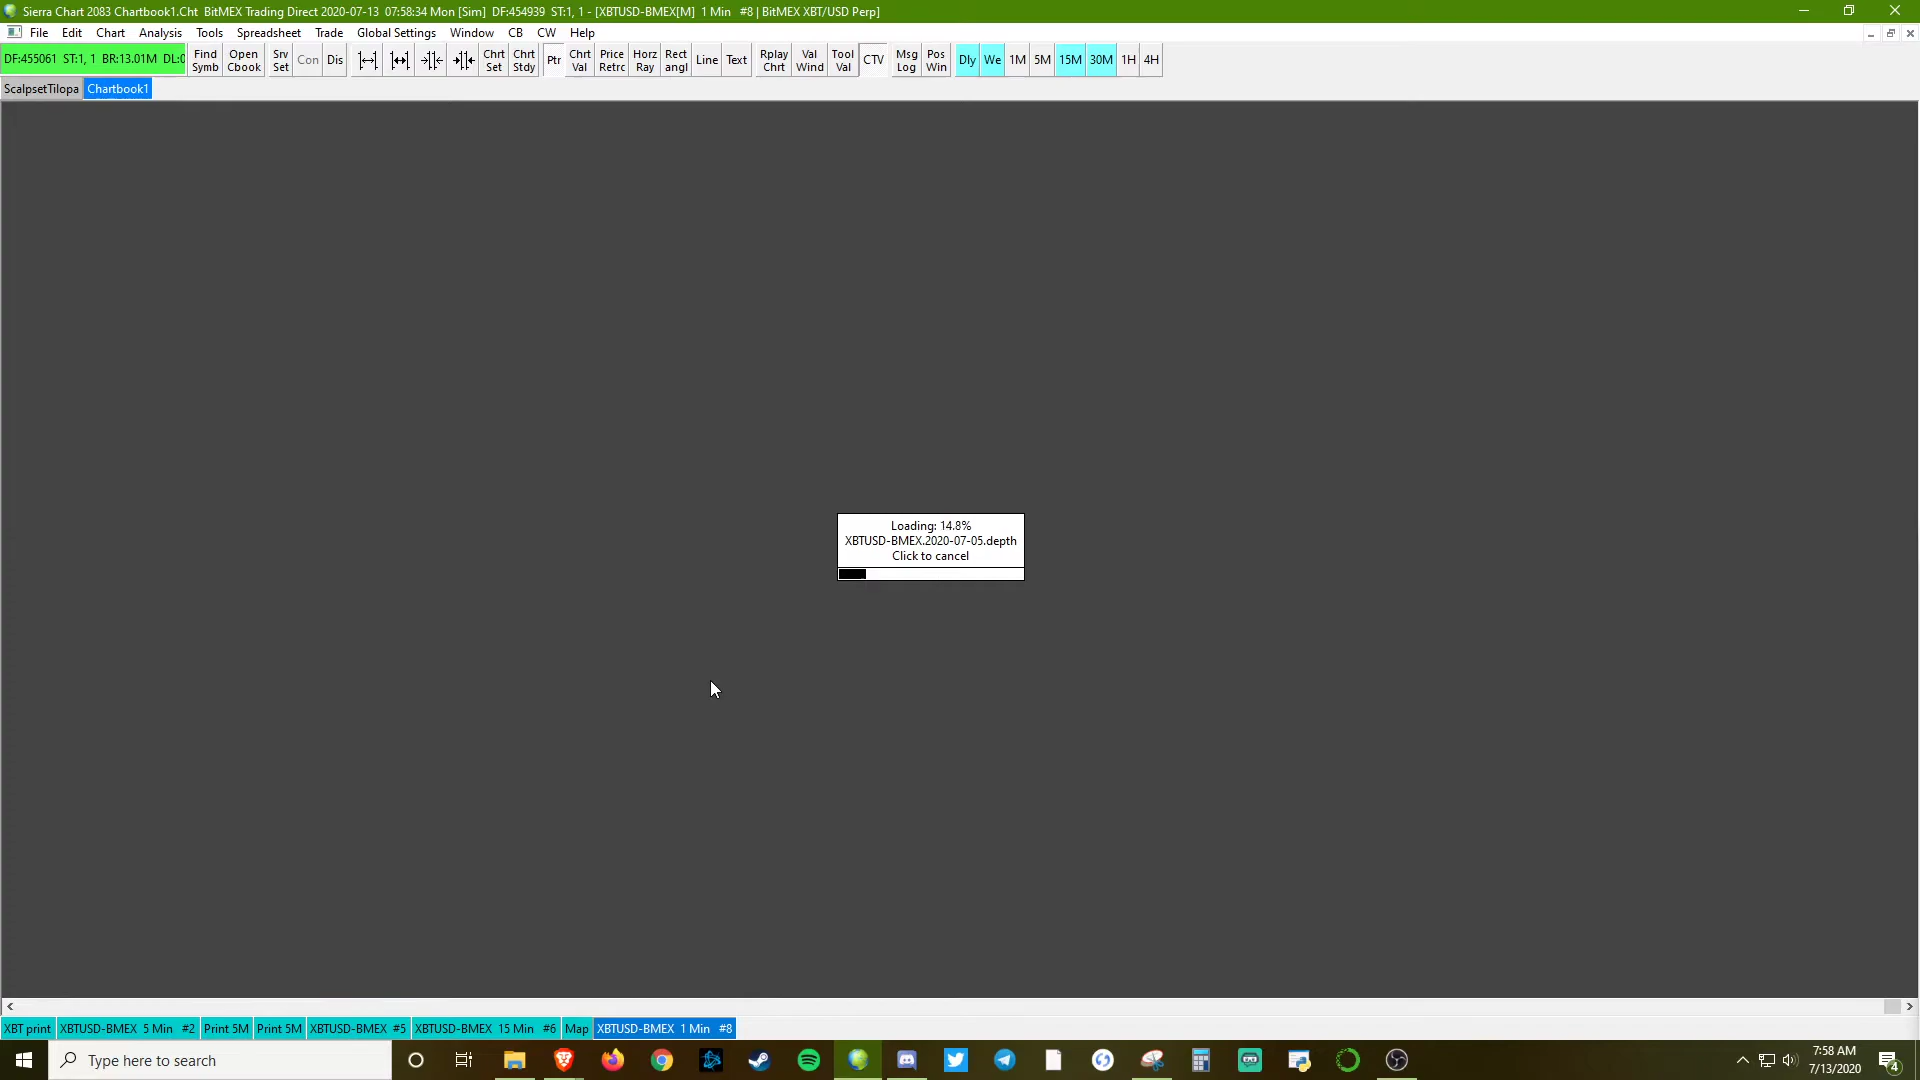 Sierra Chart 2083 Chartbook1.Cht  BitMEX Trading Direct 2020-07-13  07:58:34 Mon [Sim]  DF:454939  ST:1, 1 - [XBTUSD-BMEX[M]  1 Min   #8 | BitMEX XBT/USD Perp]
File Edit Chart Analysis Tools Spreadsheet Trade Global Settings Window CB CW Help
DF:455061  ST:1, 1  BR:13.01M  DL:0
Find Symb Open Cbook Srv Set Con Dis Chrt Set Chrt Stdy Ptr Chrt Val Price Retrc Horz Ray Rect angl Line Text Rplay Chrt Val Wind Tool Val CTV Msg Log Pos Win Dly We 1M 5M 15M 30M 1H 4H
ScalpsetTilopa Chartbook1
Loading: 14.8%
XBTUSD-BMEX.2020-07-05.depth
Click to cancel
XBT print XBTUSD-BMEX  5 Min   #2 Print 5M Print 5M XBTUSD-BMEX  #5 XBTUSD-BMEX  15 Min   #6 Map XBTUSD-BMEX  1 Min   #8
Type here to search
7:58 AM
7/13/2020
4